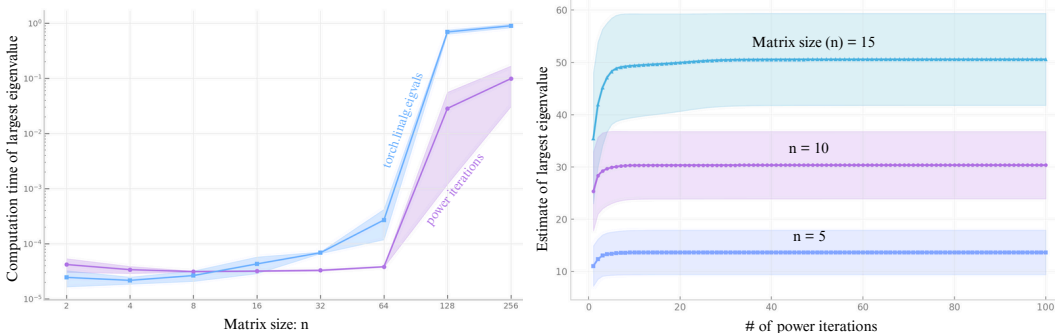 Computation time of largest eigenvalue
10⁰
10⁻¹
10⁻²
10⁻³
10⁻⁴
10⁻⁵
torch.linalg.eigvals
power iterations
2 4 8 16 32 64 128 256
Matrix size: n
Estimate of largest eigenvalue
60
50
40
30
20
10
Matrix size (n) = 15
n = 10
n = 5
0 20 40 60 80 100
# of power iterations